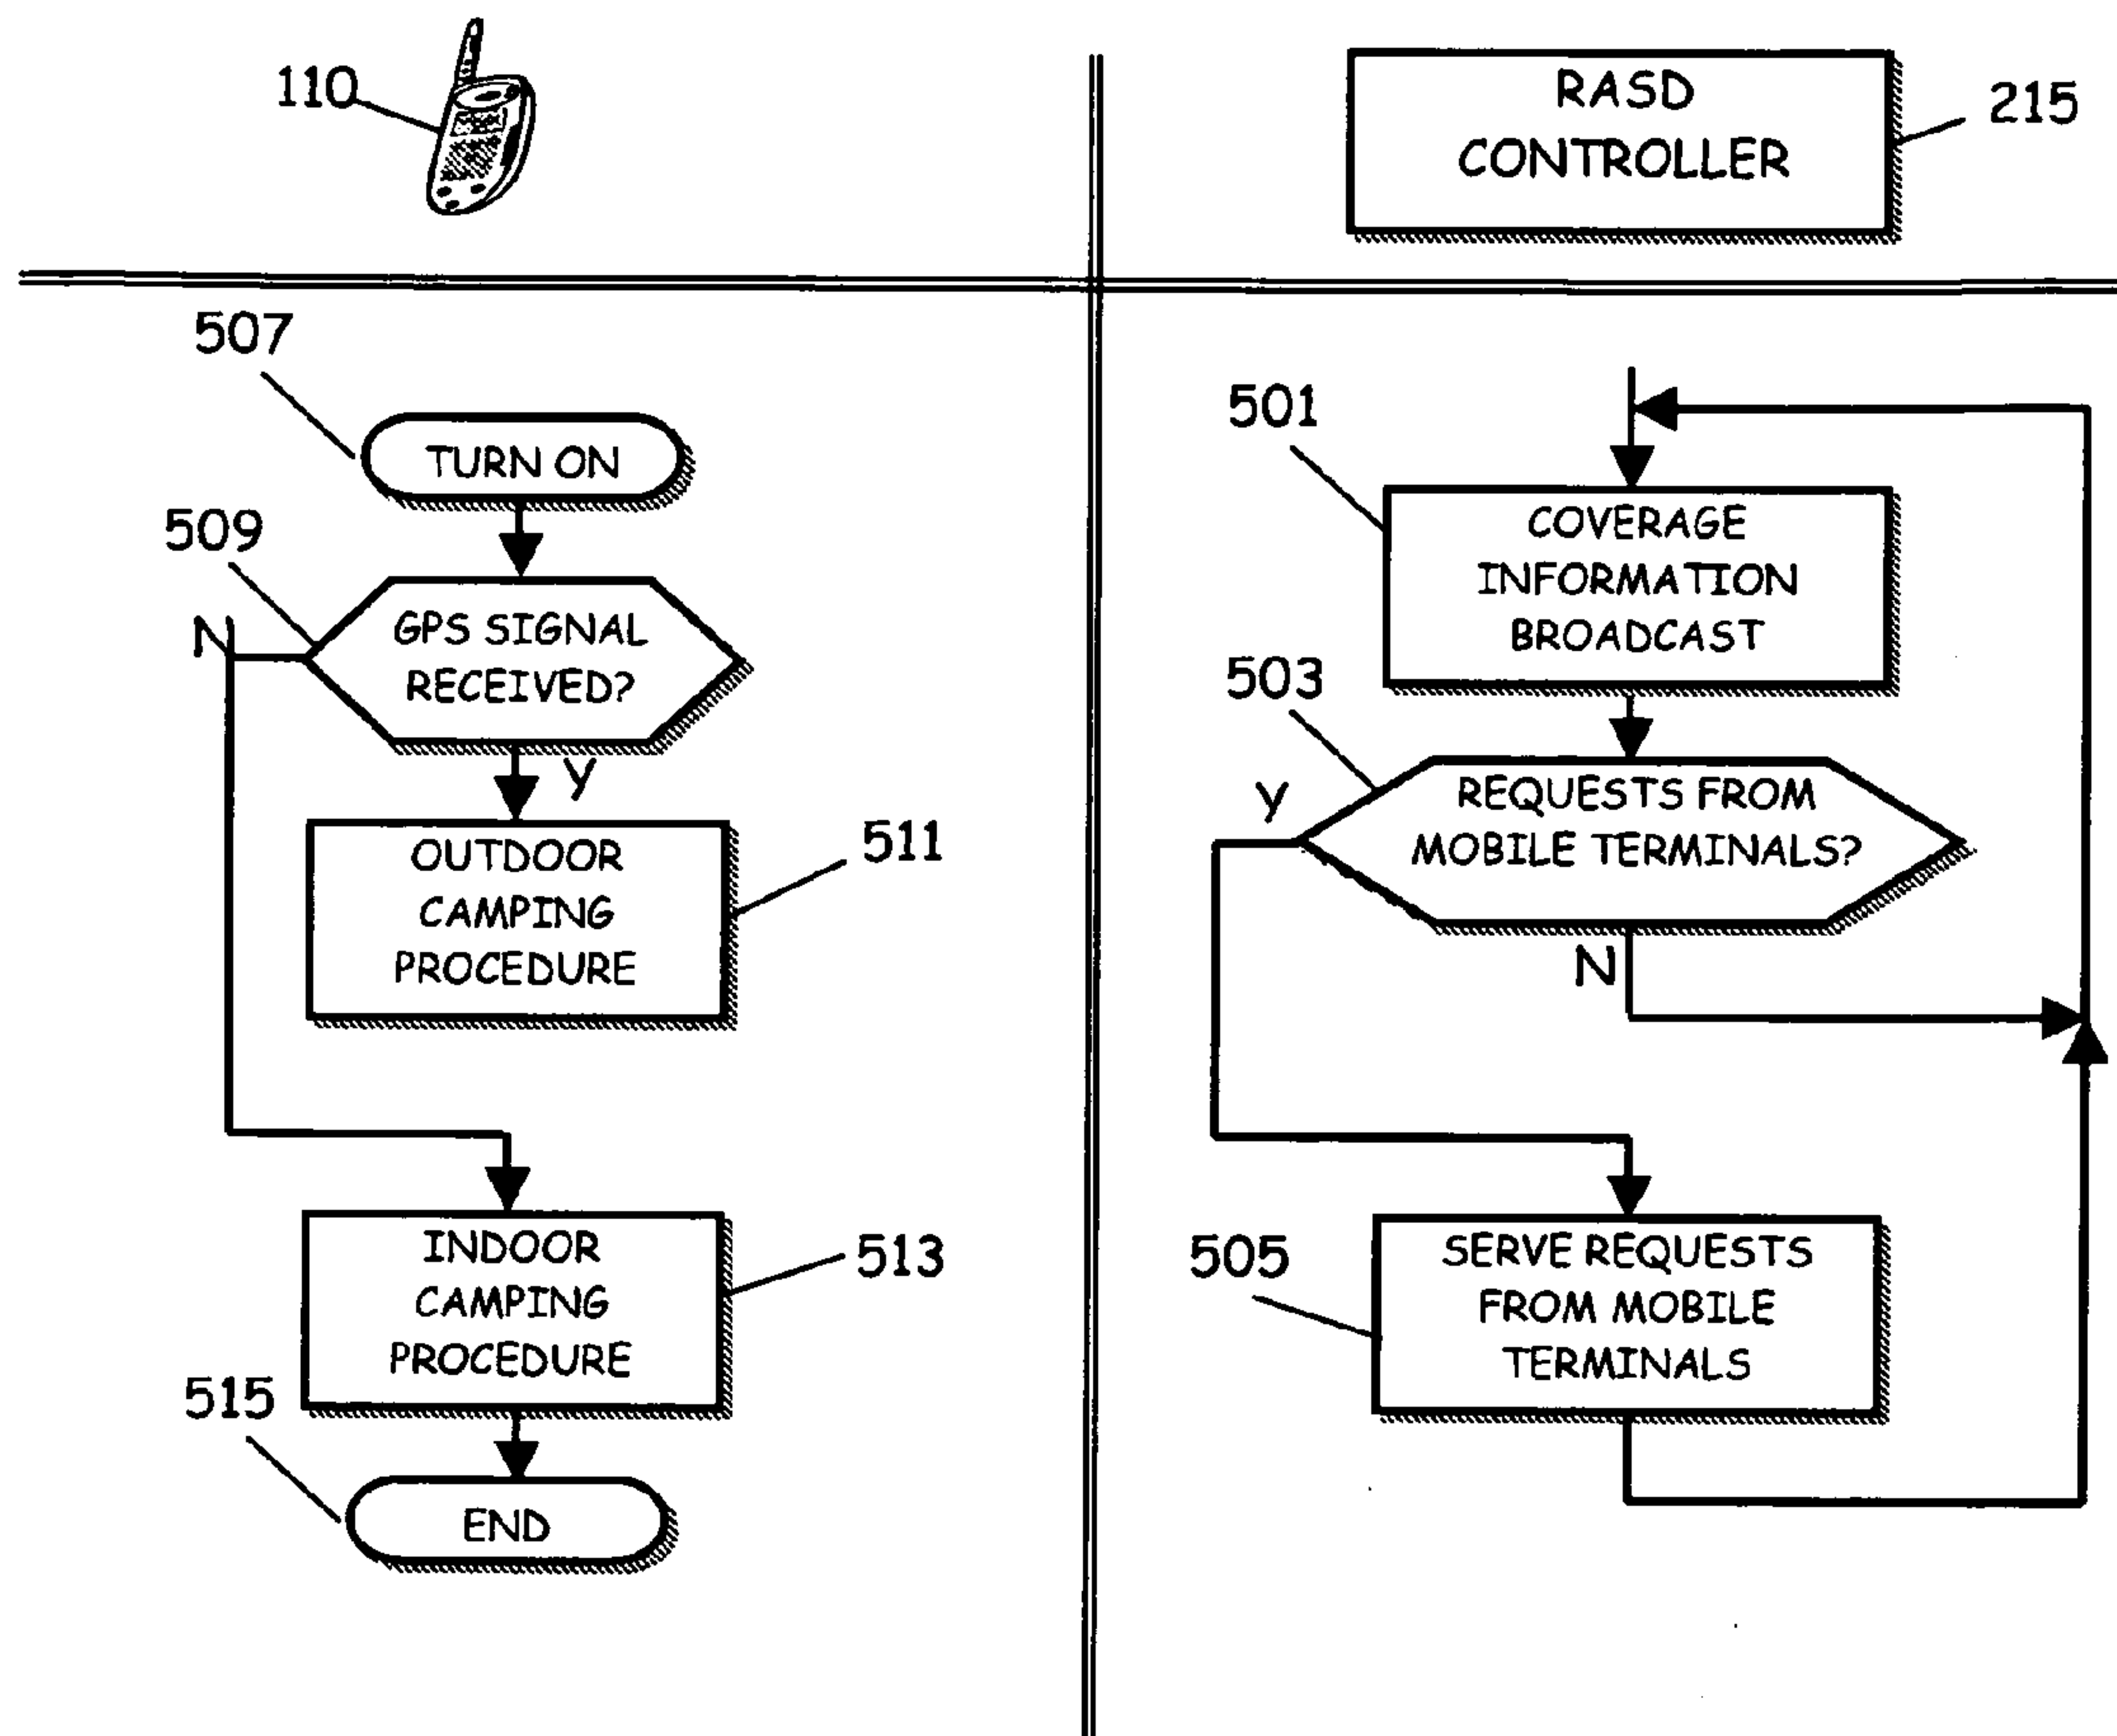 110
RASD
CONTROLLER
215
507
TURN ON
509
N
GPS SIGNAL
RECEIVED?
Y
OUTDOOR
CAMPING
PROCEDURE
511
INDOOR
CAMPING
PROCEDURE
513
515
END
501
COVERAGE
INFORMATION
BROADCAST
503
Y
REQUESTS FROM
MOBILE TERMINALS?
N
505
SERVE REQUESTS
FROM MOBILE
TERMINALS